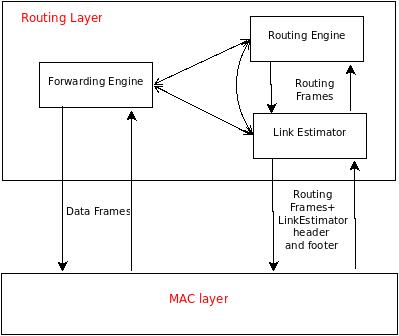 Routing Layer
Routing Engine
Forwarding Engine
Routing
Frames
Link Estimator
Data Frames
Routing
Frames+
LinkEstimator
header
and footer
MAC layer